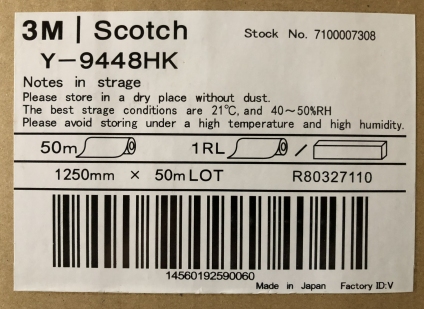 3M | Scotch Stock No. 7100007308
Y-9448HK
Notes in strage
Please store in a dry place without dust.
The best strage conditions are 21℃, and 40～50%RH
Please avoid storing under a high temperature and high humidity.
50m 1RL /
1250mm × 50m LOT R80327110
14560192590060
Made in Japan Factory ID:V